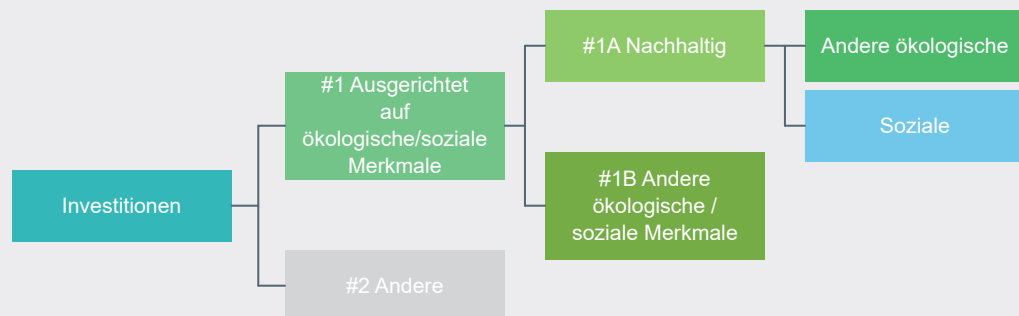 Investitionen
#1 Ausgerichtet
auf
ökologische/soziale
Merkmale
#2 Andere
#1A Nachhaltig
#1B Andere
ökologische /
soziale Merkmale
Andere ökologische
Soziale